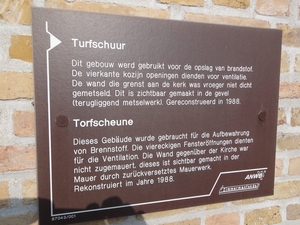 Turfschuur
Dit gebouw werd gebruikt voor de opslag van brandstof.
De vierkante kozijn openingen dienden voor ventilatie.
De wand die grenst aan de kerk was vroeger niet dicht
gemetseld. Dit is zichtbaar gemaakt in de gevel
(terugliggend metselwerk). Gereconstrueerd in 1988.
Torfscheune
Dieses Gebäude wurde gebraucht für die Aufbewahrung
von Brennstoff. Die viereckigen Fensteröffnungen dienten
für die Ventilation. Die Wand gegenüber der Kirche war
nicht zugemauert, dieses ist sichtbar gemacht in der
Mauer durch zurückversetztes Mauerwerk.
Rekonstruiert im Jahre 1988.
ANWB
67043/001